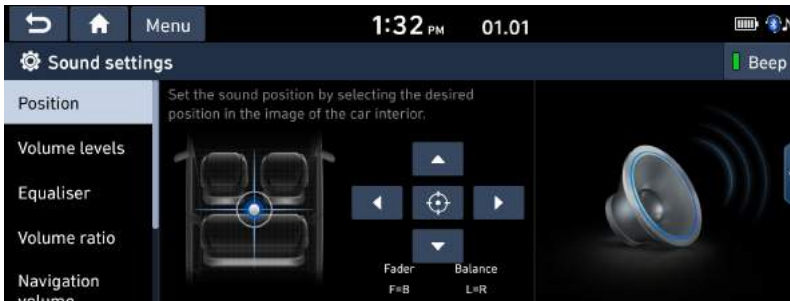 Menu
1:32 PM
01.01
Sound settings
Beep
Position
Volume levels
Equaliser
Volume ratio
Navigation
volume
Set the sound position by selecting the desired
position in the image of the car interior.
Fader
Balance
F=B
L=R